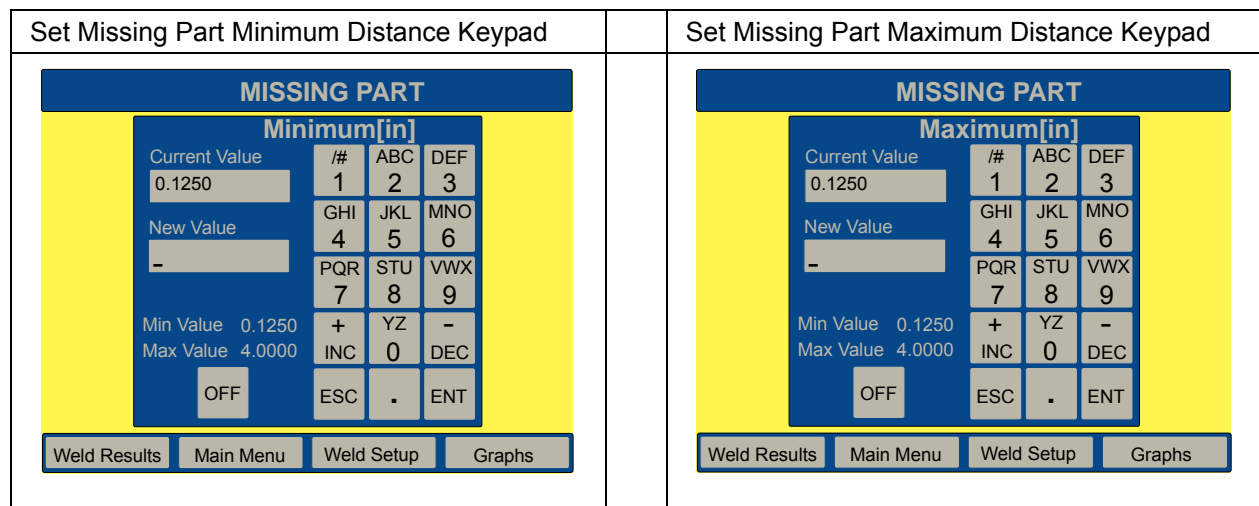 Set Missing Part Minimum Distance Keypad
MISSING PART
Minimum[in]
Current Value
0.1250
New Value
_
Min Value 0.1250
Max Value 4.0000
OFF
/# ABC DEF
1 2 3
GHI JKL MNO
4 5 6
PQR STU VWX
7 8 9
+ YZ -
INC 0 DEC
ESC . ENT
Weld Results Main Menu Weld Setup Graphs
Set Missing Part Maximum Distance Keypad
MISSING PART
Maximum[in]
Current Value
0.1250
New Value
_
Min Value 0.1250
Max Value 4.0000
OFF
/# ABC DEF
1 2 3
GHI JKL MNO
4 5 6
PQR STU VWX
7 8 9
+ YZ -
INC 0 DEC
ESC . ENT
Weld Results Main Menu Weld Setup Graphs